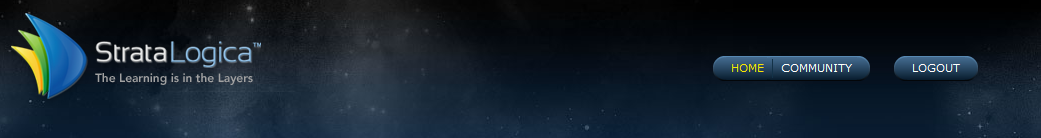 StrataLogica™
The Learning is in the Layers
HOME
COMMUNITY
LOGOUT